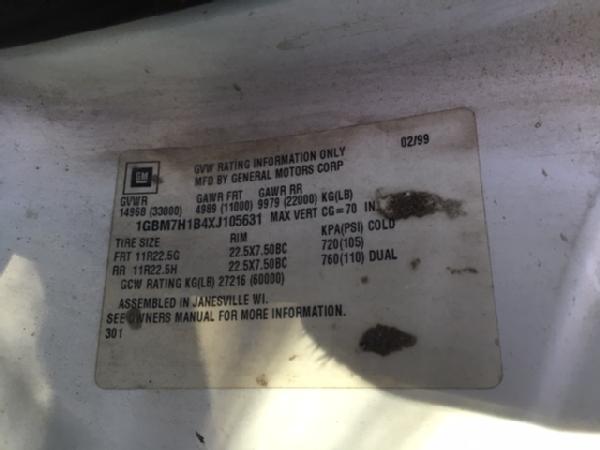 GVW RATING INFORMATION ONLY 02/99
GM MFD BY GENERAL MOTORS CORP
GVWR GAWR FRT GAWR RR
14968 (33000) 4989 (11000) 9979 (22000) KG(LB)
1GBM7H1B4XJ105631 MAX VERT CG=70 IN
TIRE SIZE RIM KPA(PSI) COLD
FRT 11R22.5G 22.5X7.50BC 720(105)
RR 11R22.5H 22.5X7.50BC 760(110) DUAL
GCW RATING KG(LB) 27216 (60000)
ASSEMBLED IN JANESVILLE WI.
SEE OWNERS MANUAL FOR MORE INFORMATION.
301